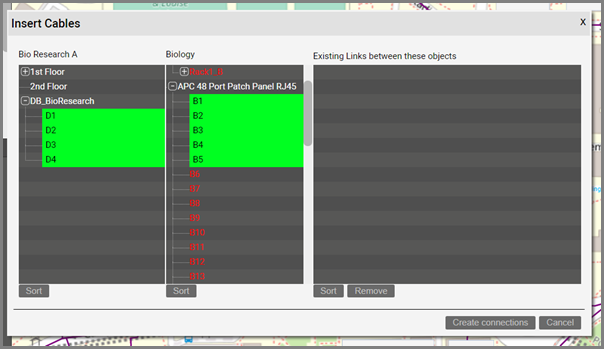 Insert Cables
X
Bio Research A
Biology
Existing Links between these objects
1st Floor
2nd Floor
DB_BioResearch
D1
D2
D3
D4
APC 48 Port Patch Panel RJ45
B1
B2
B3
B4
B5
B6
B7
B8
B9
B10
B11
B12
B13
Sort
Sort
Sort
Remove
Create connections
Cancel